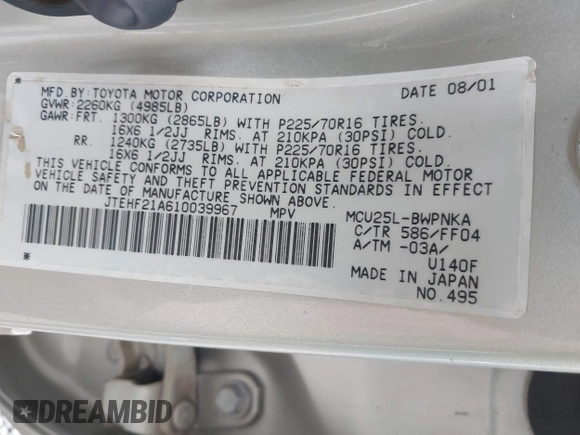 MFD.BY:TOYOTA MOTOR CORPORATION DATE 08/01
GVWR:2260KG (4985LB)
GAWR:FRT. 1300KG (2865LB) WITH P225/70R16 TIRES.
16X6 1/2JJ RIMS. AT 210KPA (30PSI) COLD.
RR. 1240KG (2735LB) WITH P225/70R16 TIRES.
16X6 1/2JJ RIMS. AT 210KPA (30PSI) COLD.
THIS VEHICLE CONFORMS TO ALL APPLICABLE FEDERAL MOTOR
VEHICLE SAFETY AND THEFT PREVENTION STANDARDS IN EFFECT
ON THE DATE OF MANUFACTURE SHOWN ABOVE.
JTEHF21A610039967 MPV MCU25L-BWPNKA
C/TR 586/FF04
A/TM -03A/
U140F
MADE IN JAPAN
NO.495
DREAMBID